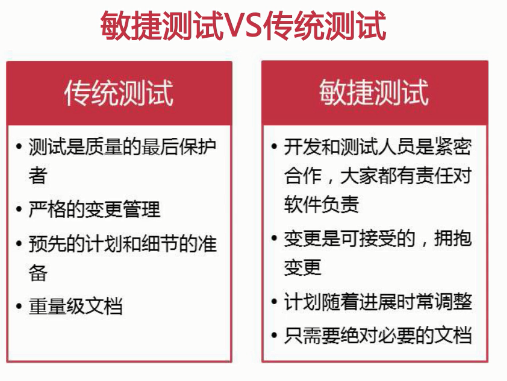 敏捷测试VS传统测试
传统测试
• 测试是质量的最后保护
者
• 严格的变更管理
• 预先的计划和细节的准
备
• 重量级文档
敏捷测试
• 开发和测试人员是紧密
合作，大家都有责任对
软件负责
• 变更是可接受的，拥抱
变更
• 计划随着进展时常调整
• 只需要绝对必要的文档